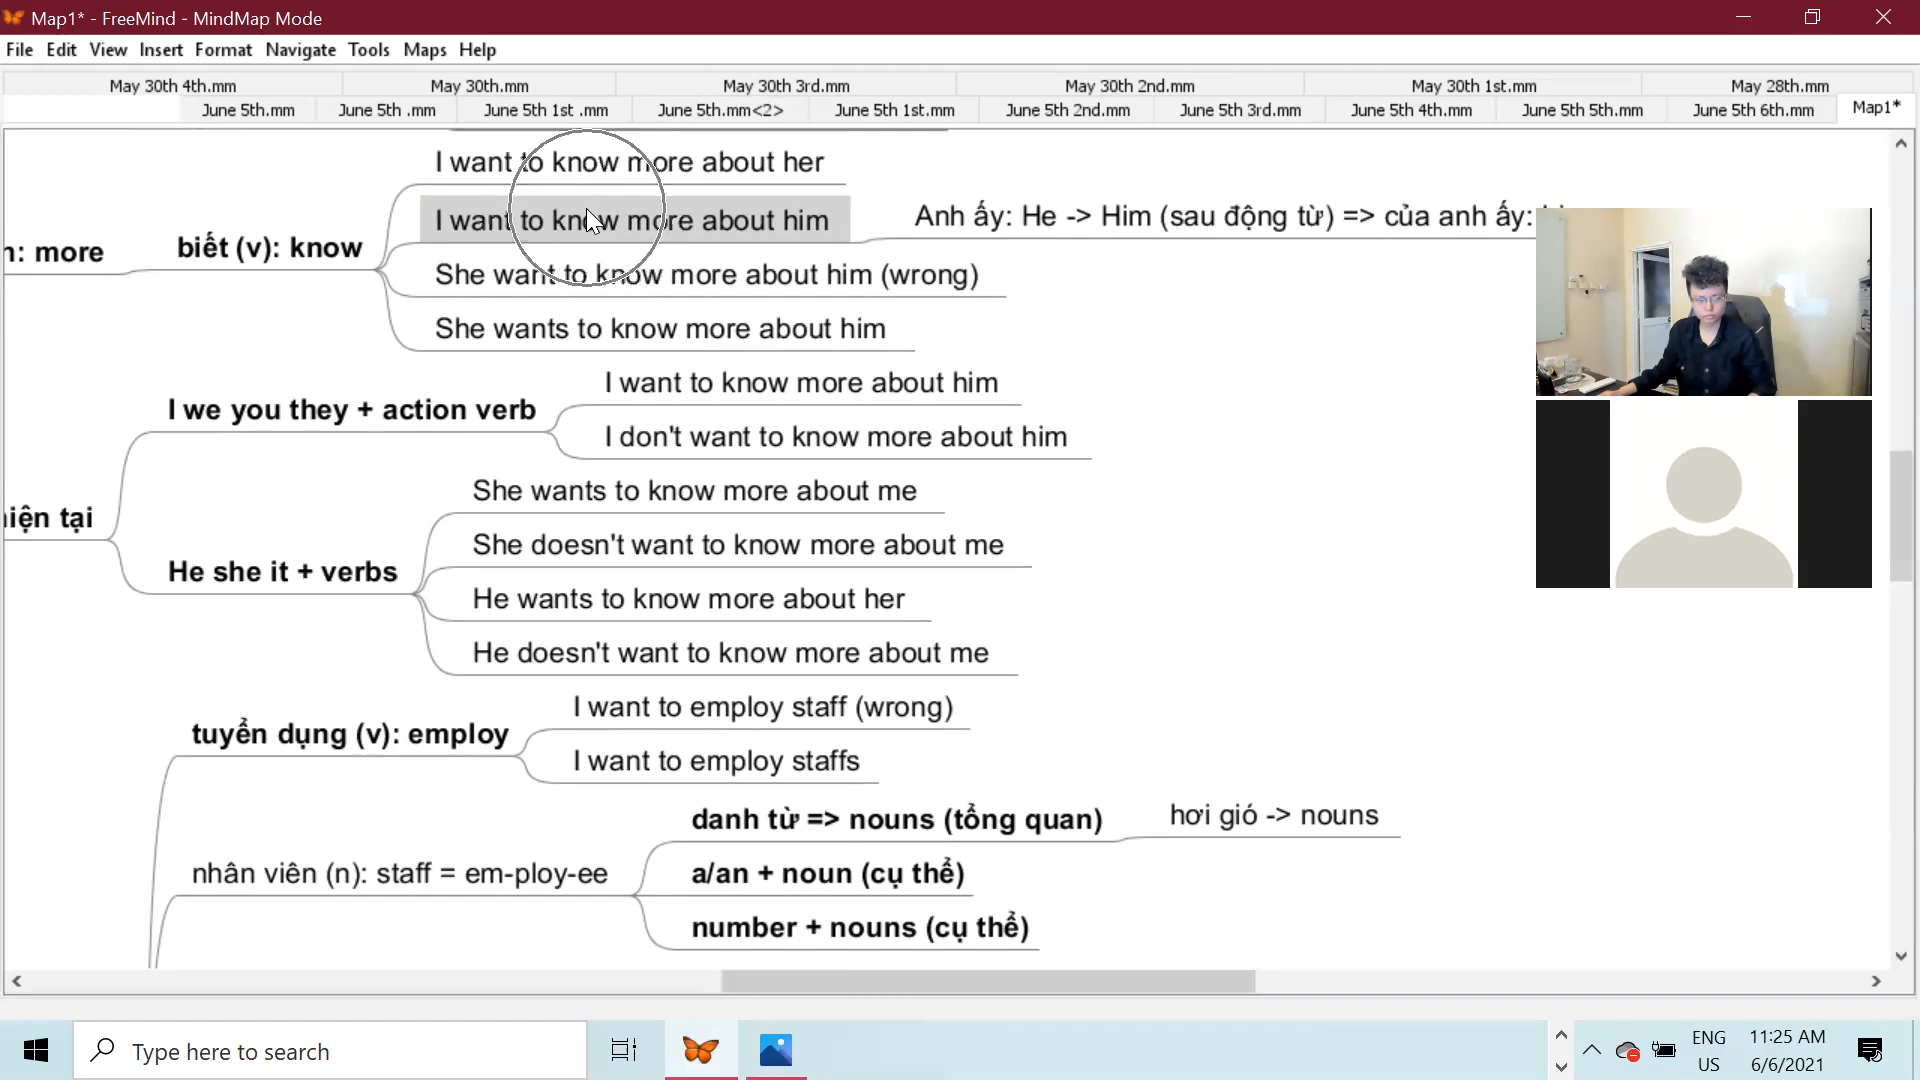 Map1* - FreeMind - MindMap Mode
File Edit View Insert Format Navigate Tools Maps Help
May 30th 4th.mm May 30th.mm May 30th 3rd.mm May 30th 2nd.mm May 30th 1st.mm May 28th.mm
June 5th.mm June 5th .mm June 5th 1st .mm June 5th.mm<2> June 5th 1st.mm June 5th 2nd.mm June 5th 3rd.mm June 5th 4th.mm June 5th 5th.mm June 5th 6th.mm Map1*
I want to know more about her
I want to know more about him
Anh ấy: He -> Him (sau động từ) => của anh ấy:
: more
biết (v): know
She want to know more about him (wrong)
She wants to know more about him
I want to know more about him
I we you they + action verb
I don't want to know more about him
She wants to know more about me
iện tại
She doesn't want to know more about me
He she it + verbs
He wants to know more about her
He doesn't want to know more about me
I want to employ staff (wrong)
tuyển dụng (v): employ
I want to employ staffs
danh từ => nouns (tổng quan)
hơi gió -> nouns
nhân viên (n): staff = em-ploy-ee
a/an + noun (cụ thể)
number + nouns (cụ thể)
Type here to search
ENG
US
11:25 AM
6/6/2021